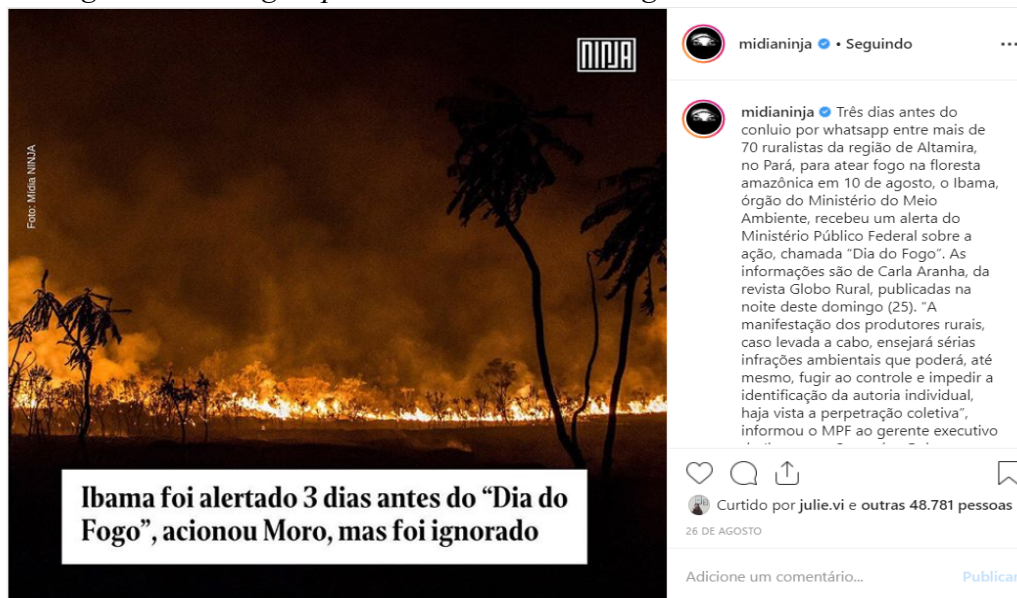 NINJA
Foto: Mídia NINJA
Ibama foi alertado 3 dias antes do “Dia do
Fogo”, acionou Moro, mas foi ignorado
midianinja • Seguindo
midianinja Três dias antes do
conluio por whatsapp entre mais de
70 ruralistas da região de Altamira,
no Pará, para atear fogo na floresta
amazônica em 10 de agosto, o Ibama,
órgão do Ministério do Meio
Ambiente, recebeu um alerta do
Ministério Público Federal sobre a
ação, chamada “Dia do Fogo”. As
informações são de Carla Aranha, da
revista Globo Rural, publicadas na
noite deste domingo (25). “A
manifestação dos produtores rurais,
caso levada a cabo, ensejará sérias
infrações ambientais que poderá, até
mesmo, fugir ao controle e impedir a
identificação da autoria individual,
haja vista a perpetração coletiva”,
informou o MPF ao gerente executivo
Curtido por julie.vi e outras 48.781 pessoas
26 DE AGOSTO
Adicione um comentário... Publicar